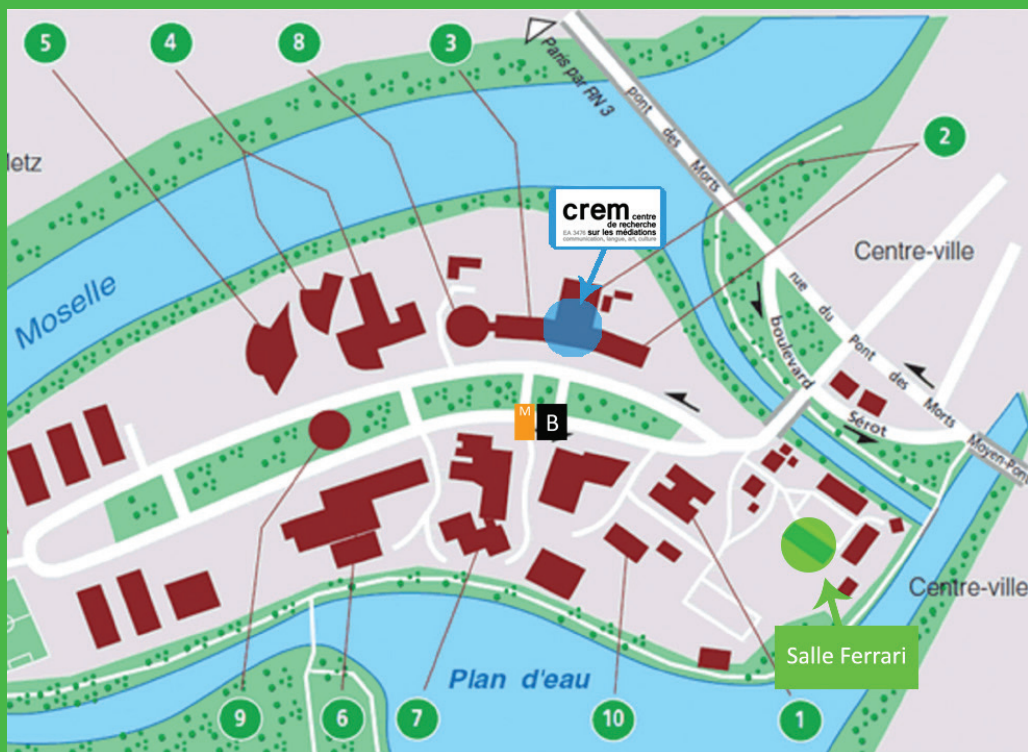 5
4
8
3
2
Paris par RN 3
pont des Morts
letz
crem centre
de recherche
EA 3476 sur les médiations
communication, langue, art, culture
Centre-ville
Moselle
rue du Pont des Morts
boulevard Sérot
Moyen-Pont
M
B
Centre-ville
Salle Ferrari
Plan d'eau
9
6
7
10
1